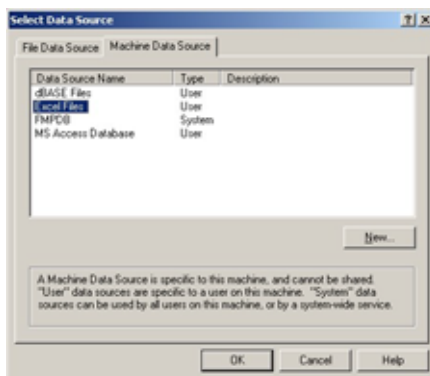 Select Data Source
File Data Source Machine Data Source
Data Source Name Type Description
dBASE Files User
Excel Files User
FMPDB System
MS Access Database User
New...
A Machine Data Source is specific to this machine, and cannot be shared.
"User" data sources are specific to a user on this machine. "System" data
sources can be used by all users on this machine, or by a system-wide service.
OK Cancel Help